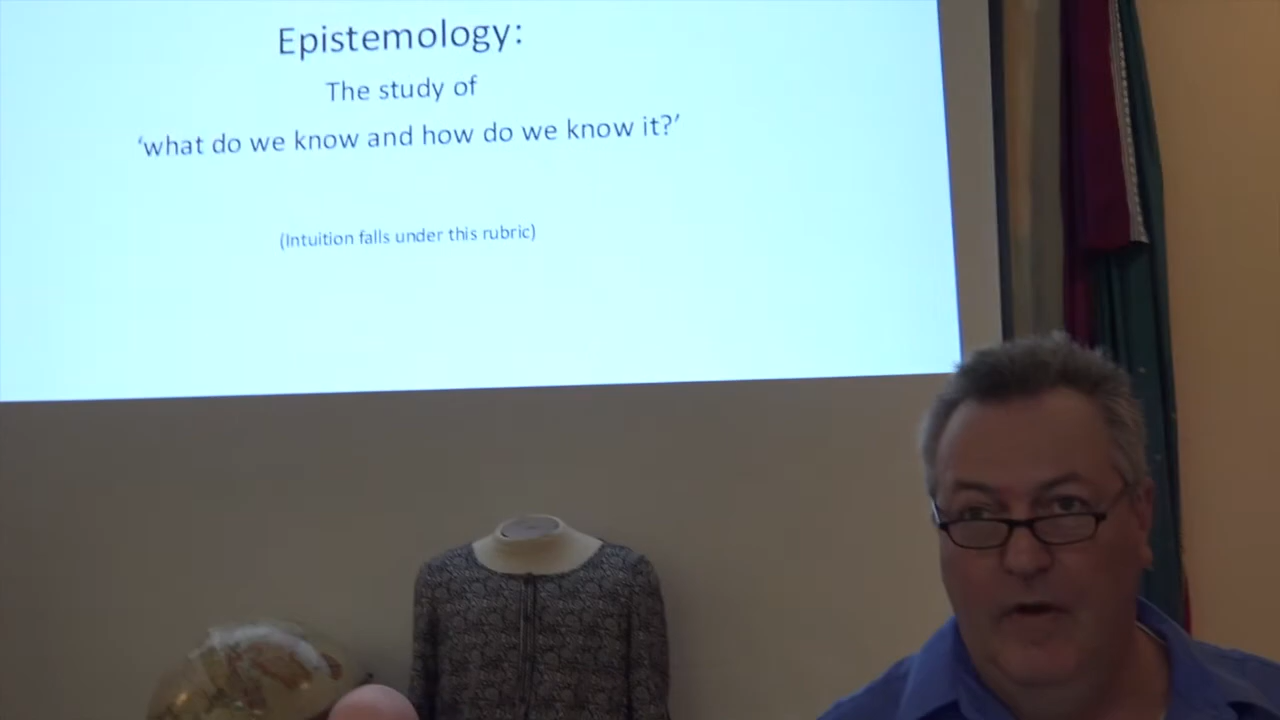 Epistemology:
The study of
‘what do we know and how do we know it?’
(Intuition falls under this rubric)